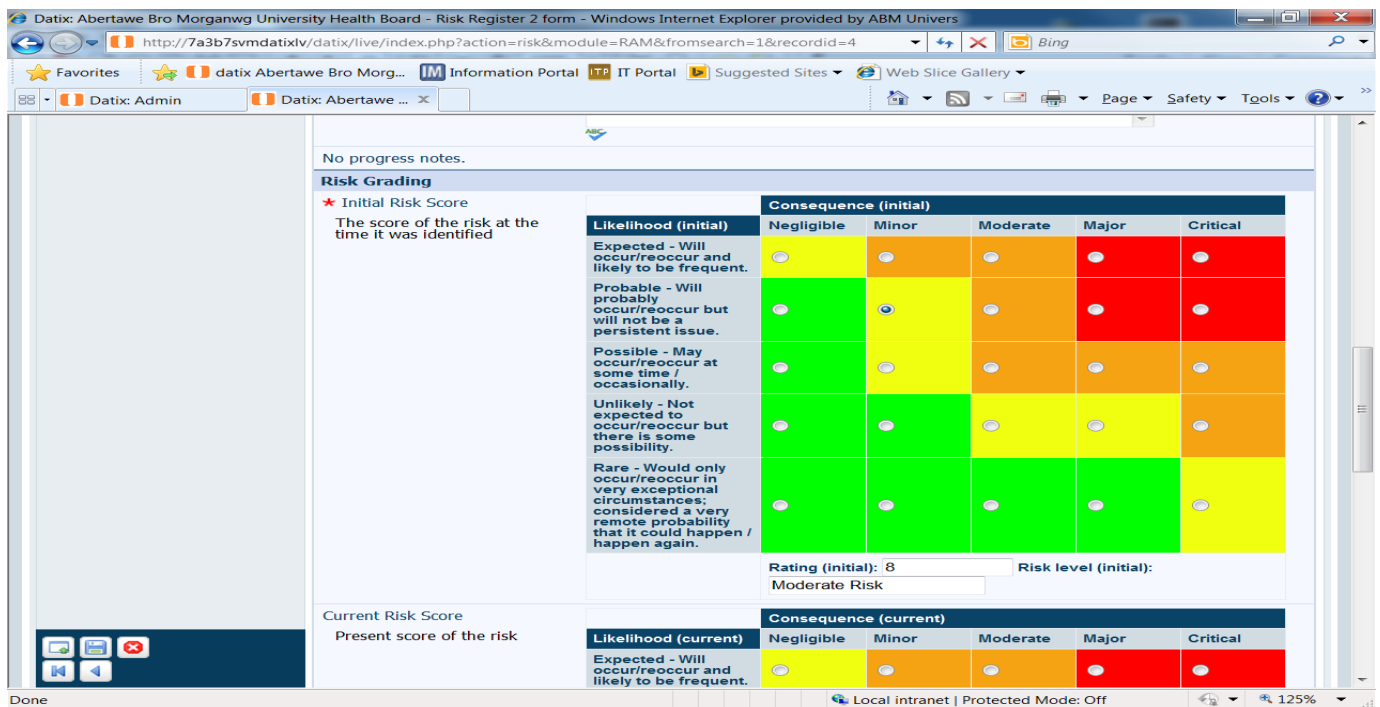 Datix: Abertawe Bro Morganwg University Health Board - Risk Register 2 form - Windows Internet Explorer provided by ABM Univers
http://7a3b7svmdatixlv/datix/live/index.php?action=risk&module=RAM&fromsearch=1&recordid=4
Bing
Favorites
datix Abertawe Bro Morg...
IM Information Portal
ITP IT Portal
Suggested Sites
Web Slice Gallery
Datix: Admin
Datix: Abertawe ...
Page
Safety
Tools
ABC
No progress notes.
Risk Grading
★ Initial Risk Score
The score of the risk at the
time it was identified
Consequence (initial)
Likelihood (initial) Negligible Minor Moderate Major Critical
Expected - Will
occur/reoccur and
likely to be frequent.
Probable - Will
probably
occur/reoccur but
will not be a
persistent issue.
Possible - May
occur/reoccur at
some time /
occasionally.
Unlikely - Not
expected to
occur/reoccur but
there is some
possibility.
Rare - Would only
occur/reoccur in
very exceptional
circumstances;
considered a very
remote probability
that it could happen /
happen again.
Rating (initial): 8 Risk level (initial):
Moderate Risk
Current Risk Score
Present score of the risk
Consequence (current)
Likelihood (current) Negligible Minor Moderate Major Critical
Expected - Will
occur/reoccur and
likely to be frequent.
Done
Local intranet | Protected Mode: Off
125%